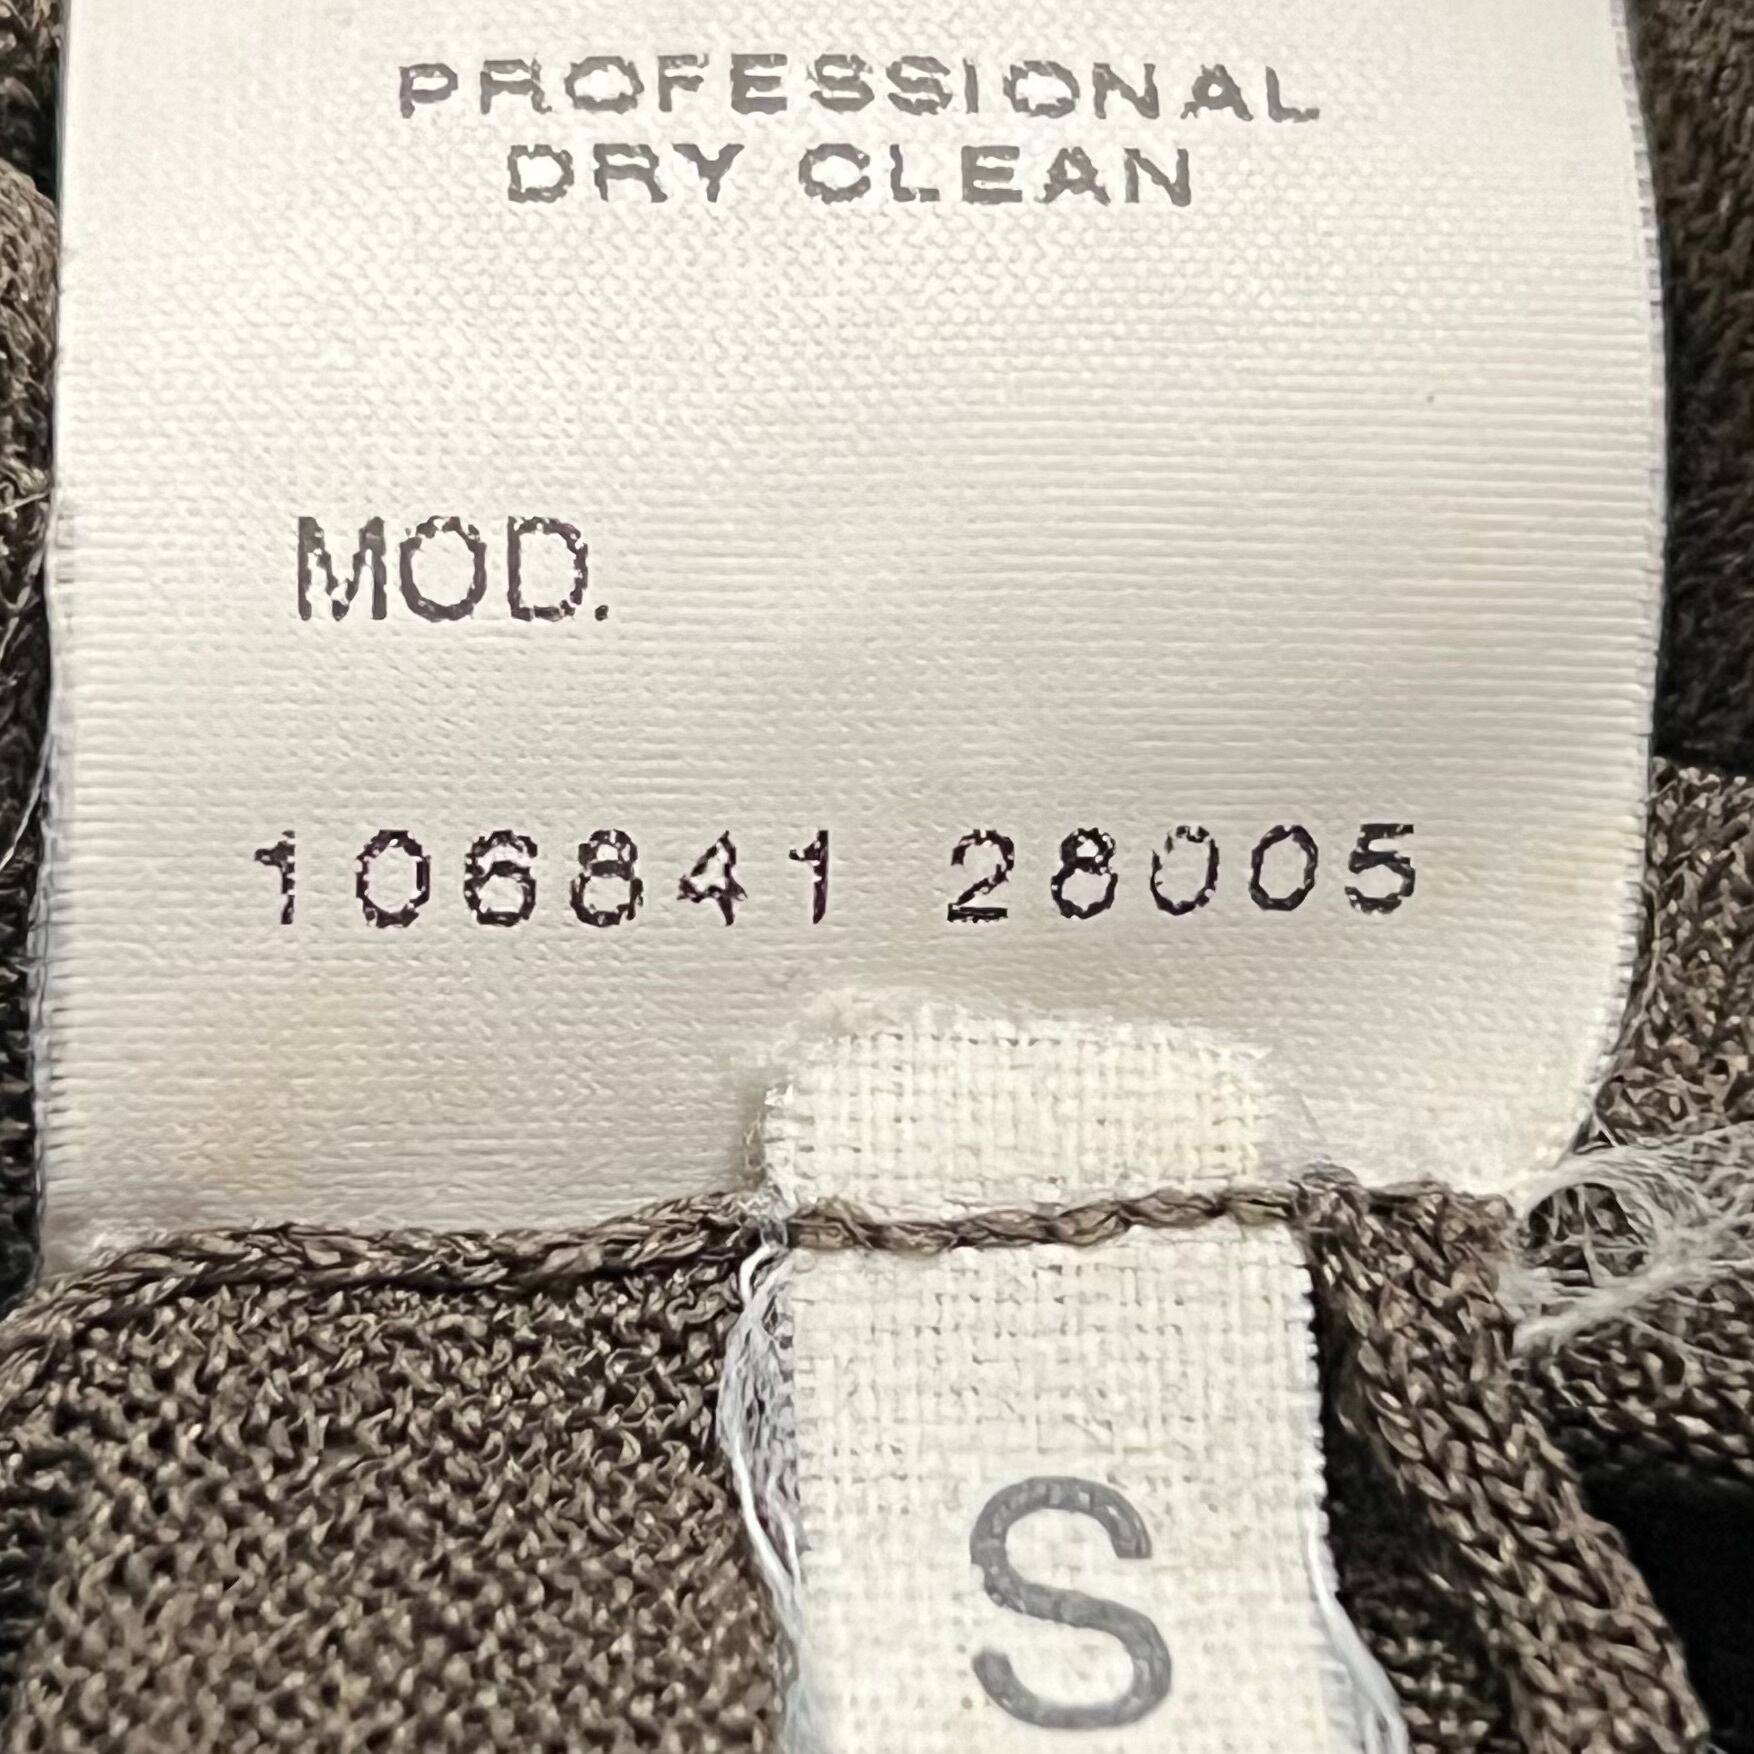 PROFESSIONAL
DRY CLEAN
MOD.
106841 28005
S